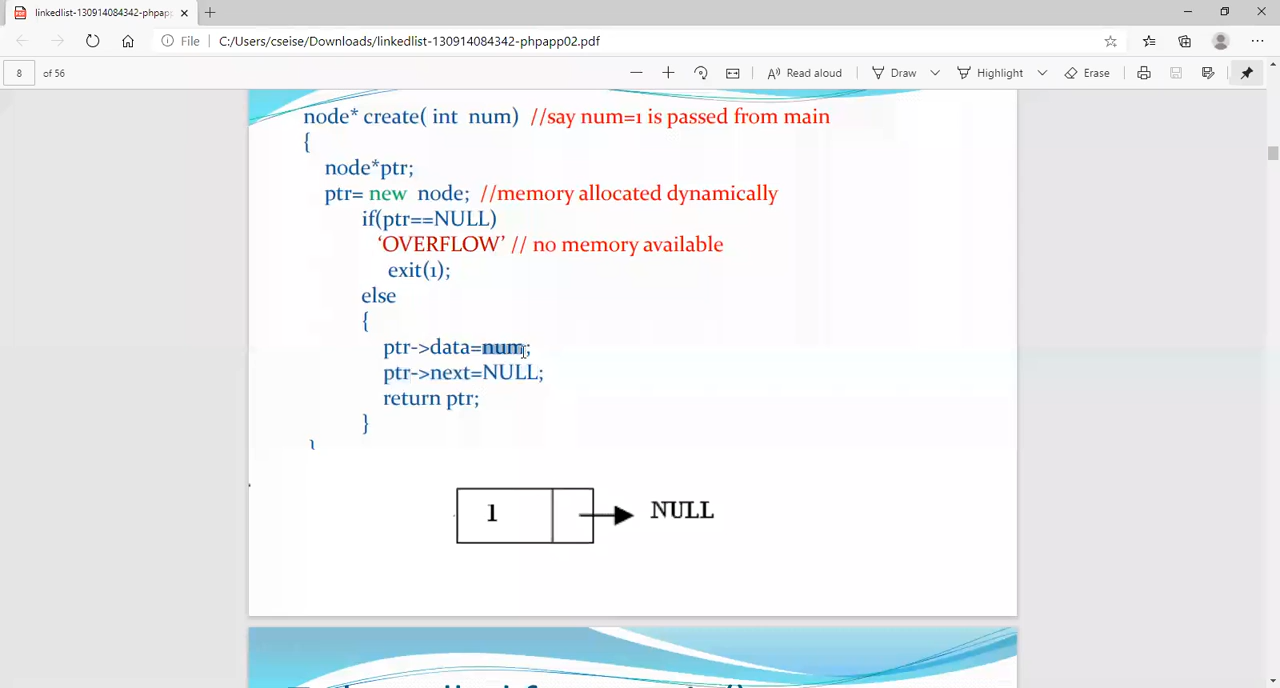 linkedlist-130914084342-phpapp
File C:/Users/cseise/Downloads/linkedlist-130914084342-phpapp02.pdf
8 of 56 Read aloud Draw Highlight Erase
node* create( int num) //say num=1 is passed from main
{
node*ptr;
ptr= new node; //memory allocated dynamically
if(ptr==NULL)
‘OVERFLOW’ // no memory available
exit(1);
else
{
ptr->data=num;
ptr->next=NULL;
return ptr;
}
1 NULL